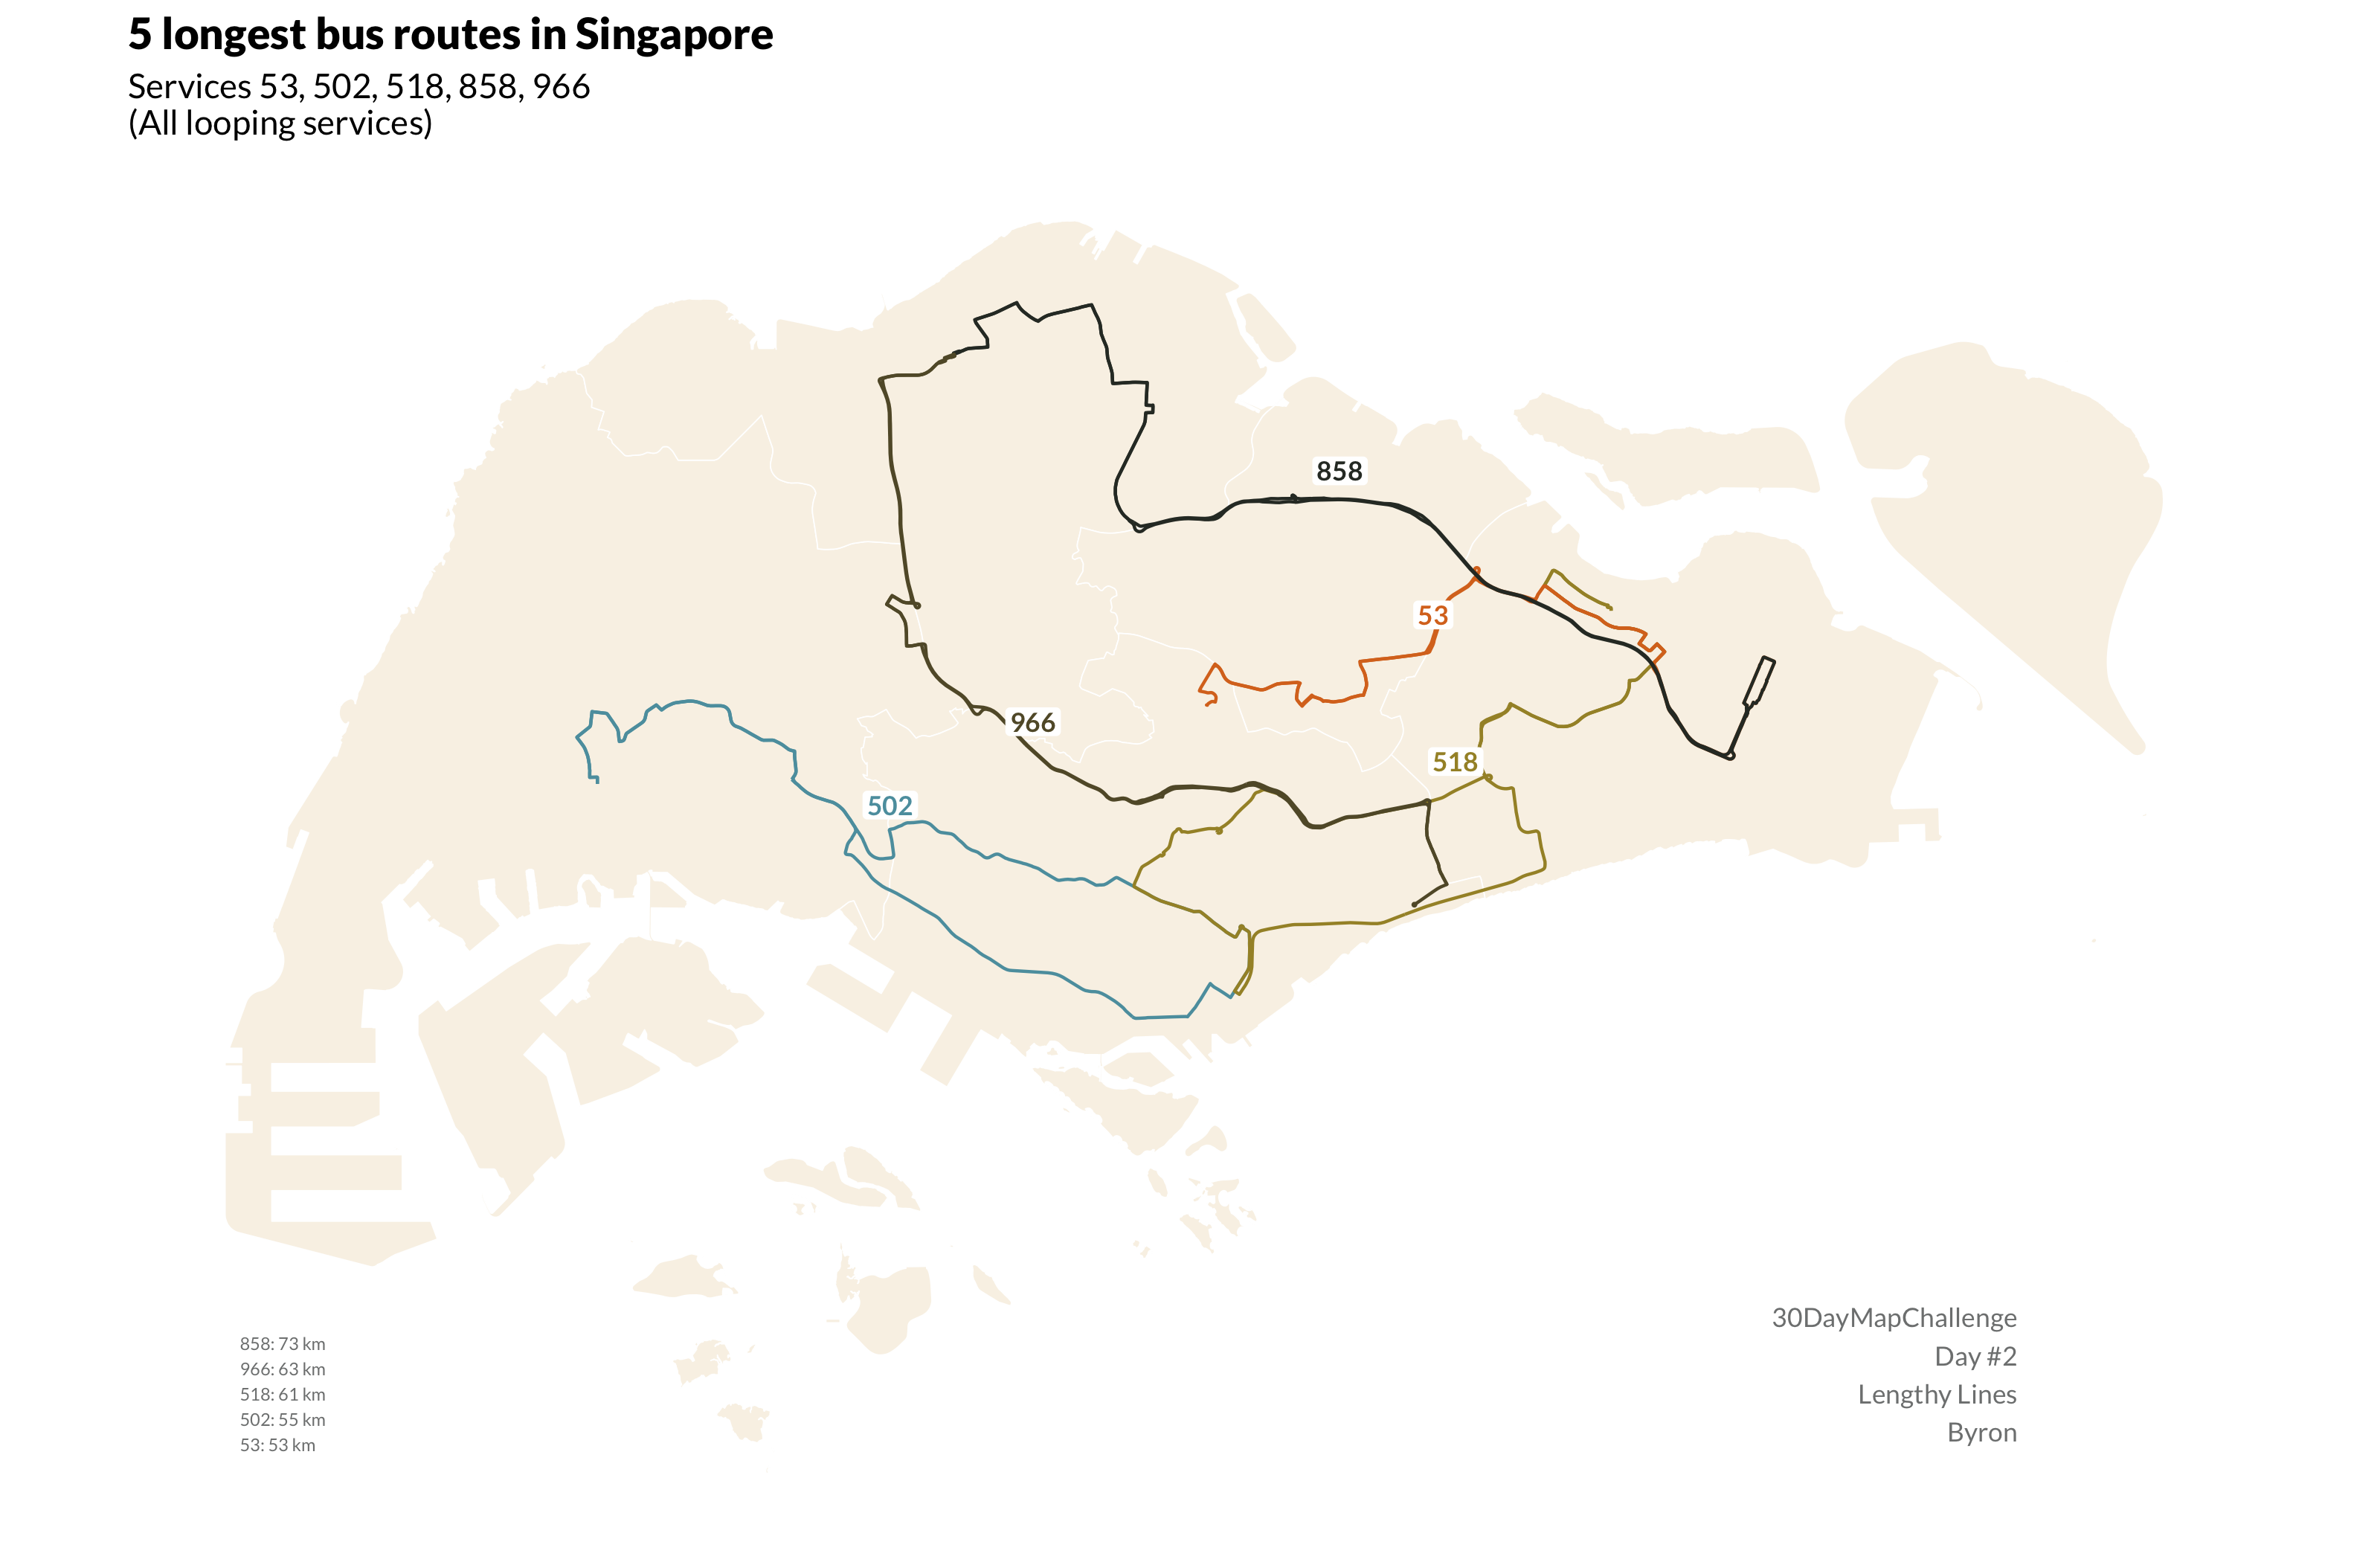 5 longest bus routes in Singapore
Services 53, 502, 518, 858, 966
(All looping services)
858
53
966
518
502
858: 73 km
966: 63 km
518: 61 km
502: 55 km
53: 53 km
30DayMapChallenge
Day #2
Lengthy Lines
Byron